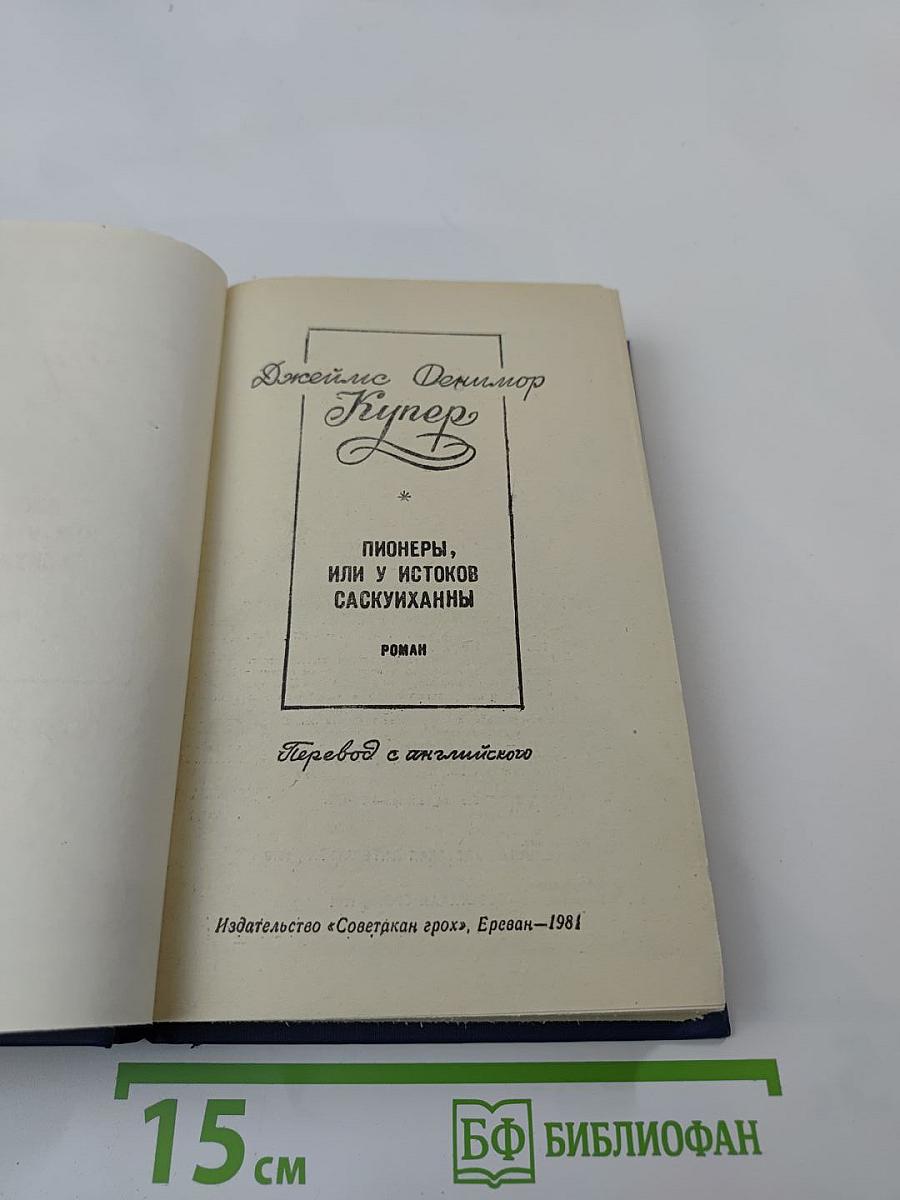 Джеймс Фенимор
Купер
*
ПИОНЕРЫ,
ИЛИ У ИСТОКОВ
САСКУИХАННЫ
РОМАН
Перевод с английского
Издательство «Советакан грох», Ереван—1981
15 см
БФ БИБЛИОФАН